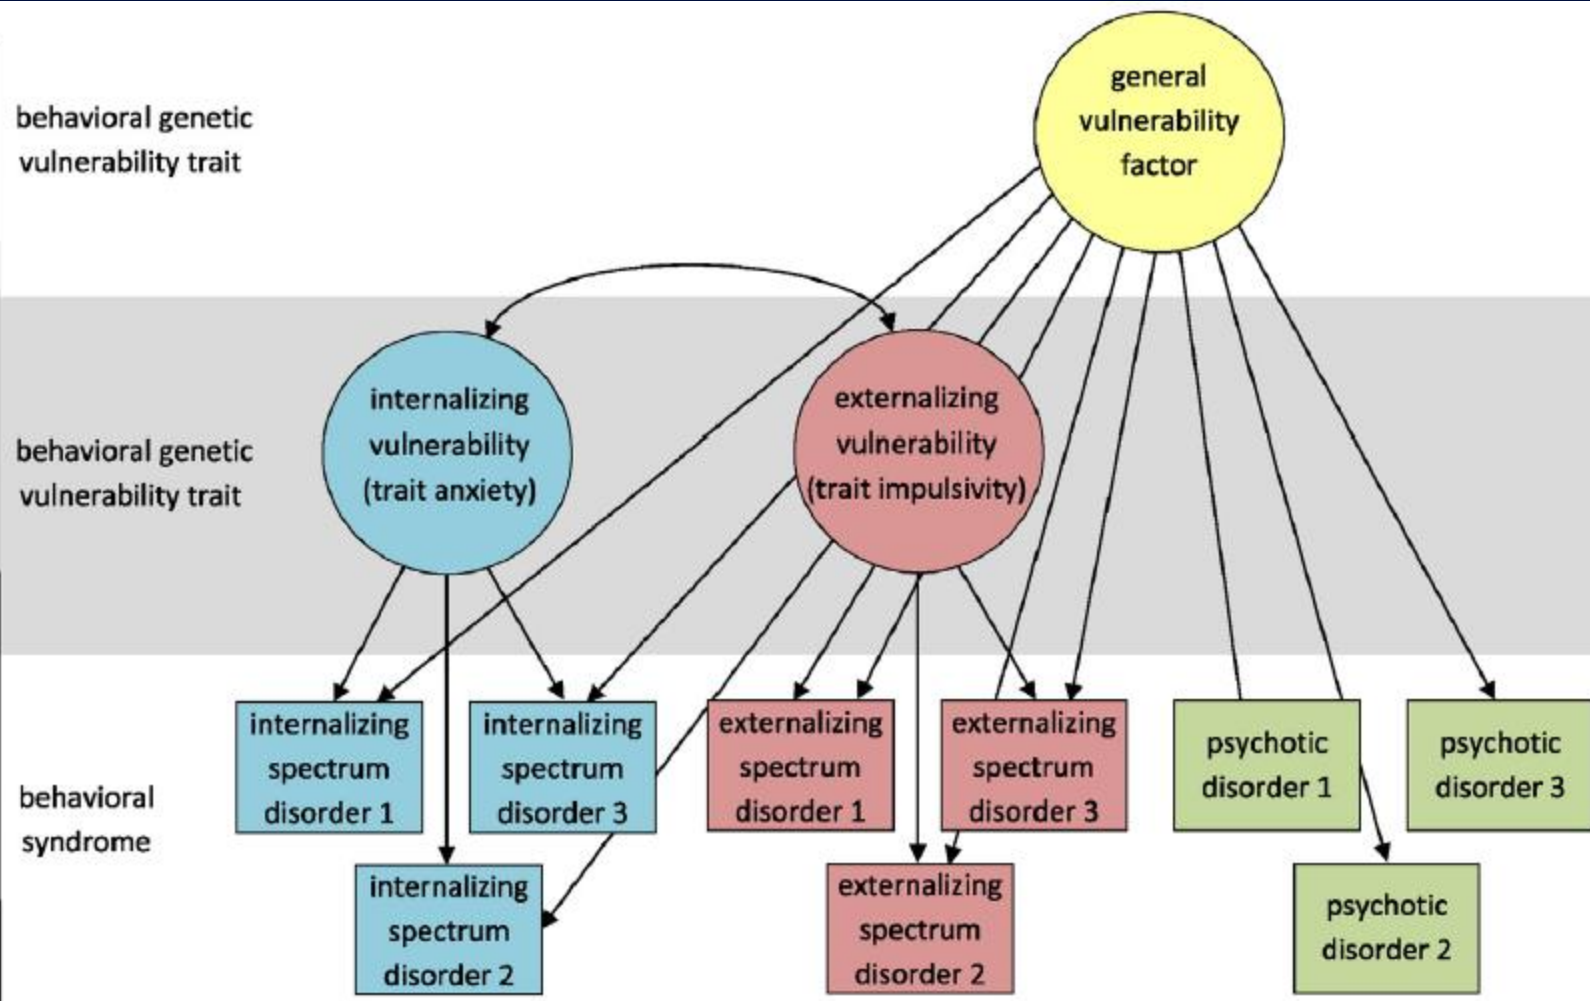 general
vulnerability
factor
behavioral genetic
vulnerability trait
internalizing
vulnerability
(trait anxiety)
externalizing
vulnerability
(trait impulsivity)
behavioral genetic
vulnerability trait
internalizing
spectrum
disorder 1
internalizing
spectrum
disorder 3
externalizing
spectrum
disorder 1
externalizing
spectrum
disorder 3
psychotic
disorder 1
psychotic
disorder 3
behavioral
syndrome
internalizing
spectrum
disorder 2
externalizing
spectrum
disorder 2
psychotic
disorder 2